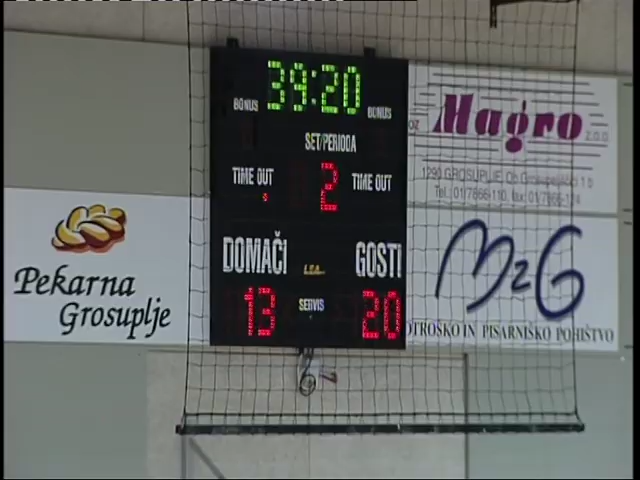 39:20
BONUS BONUS
SET/PERIODA
TIME OUT 2 TIME OUT
DOMAČI GOSTI
13 SERVIS 20
Pekarna
Grosuplje
Magro z.o.o
1290 GROSUPLJE
MzG
OTROŠKO IN PISARNIŠKO POHIŠTVO